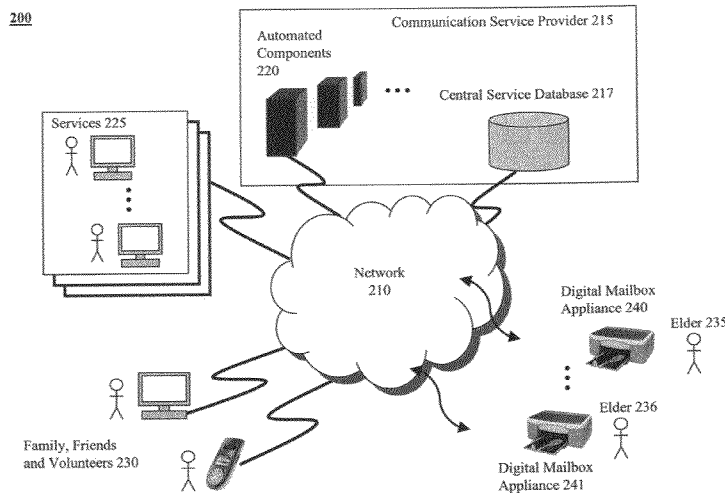 200
Communication Service Provider 215
Automated
Components
220
Central Service Database 217
Services 225
Network
210
Digital Mailbox
Appliance 240
Elder 235
Elder 236
Digital Mailbox
Appliance 241
Family, Friends
and Volunteers 230